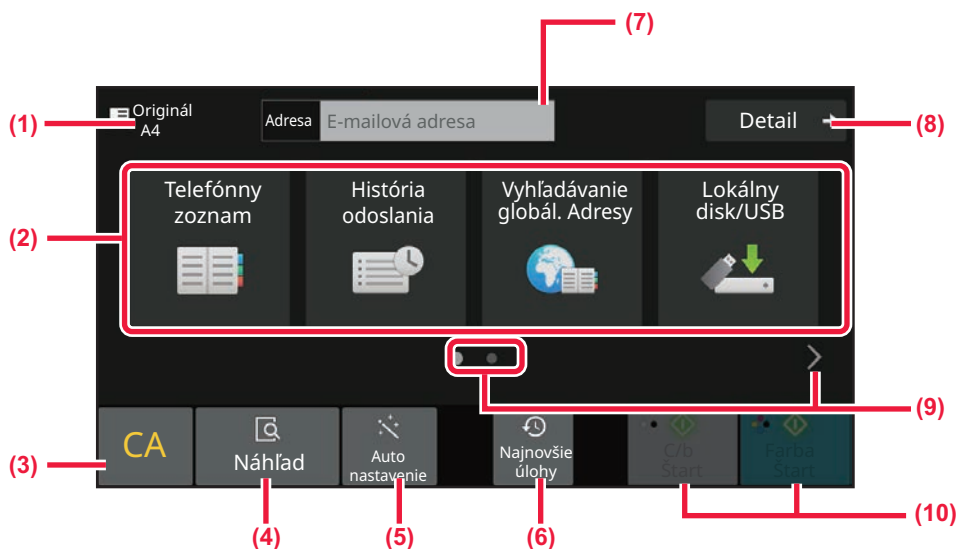 (7)
(1)
Originál
A4
Adresa
E-mailová adresa
Detail
(8)
(2)
Telefónny
zoznam
História
odoslania
Vyhľadávanie
globál. Adresy
Lokálny
disk/USB
(9)
(3)
CA
Náhľad
Auto
nastavenie
Najnovšie
úlohy
C/b
Štart
Farba
Štart
(10)
(4)
(5)
(6)